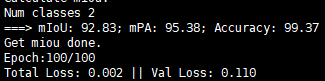 Num classes 2
===> mIoU: 92.83; mPA: 95.38; Accuracy: 99.37
Get miou done.
Epoch:100/100
Total Loss: 0.002 || Val Loss: 0.110